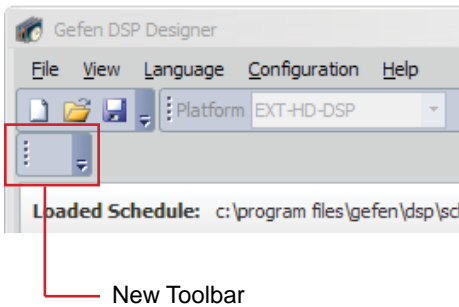 Gefen DSP Designer
File View Language Configuration Help
Platform EXT-HD-DSP
Loaded Schedule: c:\program files\gefen\dsp\
New Toolbar